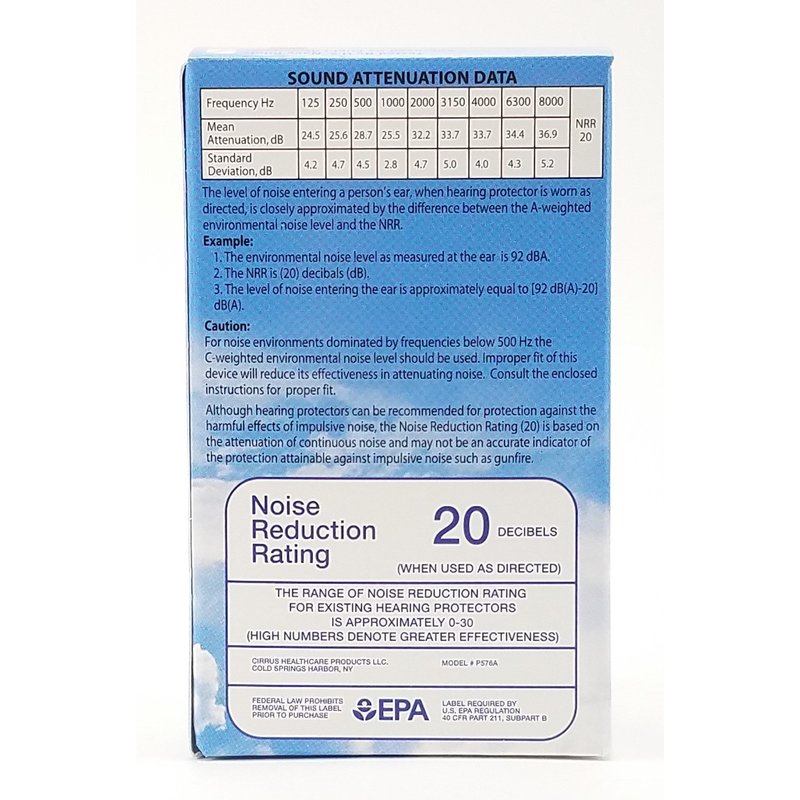 SOUND ATTENUATION DATA
Frequency Hz 125 250 500 1000 2000 3150 4000 6300 8000 NRR 20
Mean
Attenuation, dB 24.5 25.6 28.7 25.5 32.2 33.7 33.7 34.4 36.9
Standard
Deviation, dB 4.2 4.7 4.5 2.8 4.7 5.0 4.0 4.3 5.2
The level of noise entering a person's ear, when hearing protector is worn as
directed, is closely approximated by the difference between the A-weighted
environmental noise level and the NRR.
Example:
1. The environmental noise level as measured at the ear is 92 dBA.
2. The NRR is (20) decibals (dB).
3. The level of noise entering the ear is approximately equal to [92 dB(A)-20]
dB(A).
Caution:
For noise environments dominated by frequencies below 500 Hz the
C-weighted environmental noise level should be used. Improper fit of this
device will reduce its effectiveness in attenuating noise. Consult the enclosed
instructions for proper fit.
Although hearing protectors can be recommended for protection against the
harmful effects of impulsive noise, the Noise Reduction Rating (20) is based on
the attenuation of continuous noise and may not be an accurate indicator of
the protection attainable against impulsive noise such as gunfire.
Noise
Reduction
Rating
20 DECIBELS
(WHEN USED AS DIRECTED)
THE RANGE OF NOISE REDUCTION RATING
FOR EXISTING HEARING PROTECTORS
IS APPROXIMATELY 0-30
(HIGH NUMBERS DENOTE GREATER EFFECTIVENESS)
CIRRUS HEALTHCARE PRODUCTS LLC.
COLD SPRINGS HARBOR, NY
MODEL # P576A
FEDERAL LAW PROHIBITS
REMOVAL OF THIS LABEL
PRIOR TO PURCHASE
EPA
LABEL REQUIRED BY
U.S. EPA REGULATION
40 CFR PART 211, SUBPART B